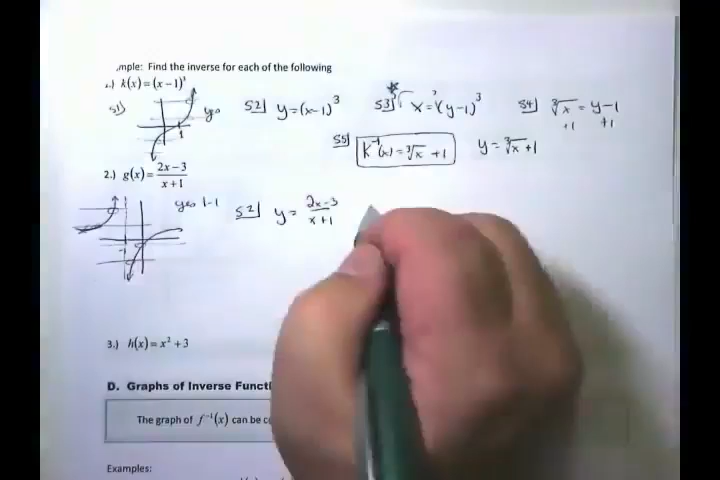 mple: Find the inverse for each of the following
.) k(x) = (x − 1)³
S1) yes S2) y = (x-1)³ S3) x = (y-1)³ S4) ∛x = y-1
1 +1 +1
S5) K⁻¹(x) = ∛x + 1 y = ∛x + 1
2.) g(x) = (2x − 3)/(x + 1)
yes 1-1 S2) y = (2x-3)/(x+1)
-1
3.) h(x) = x² + 3
D. Graphs of Inverse Funct
The graph of f⁻¹(x) can be
Examples: